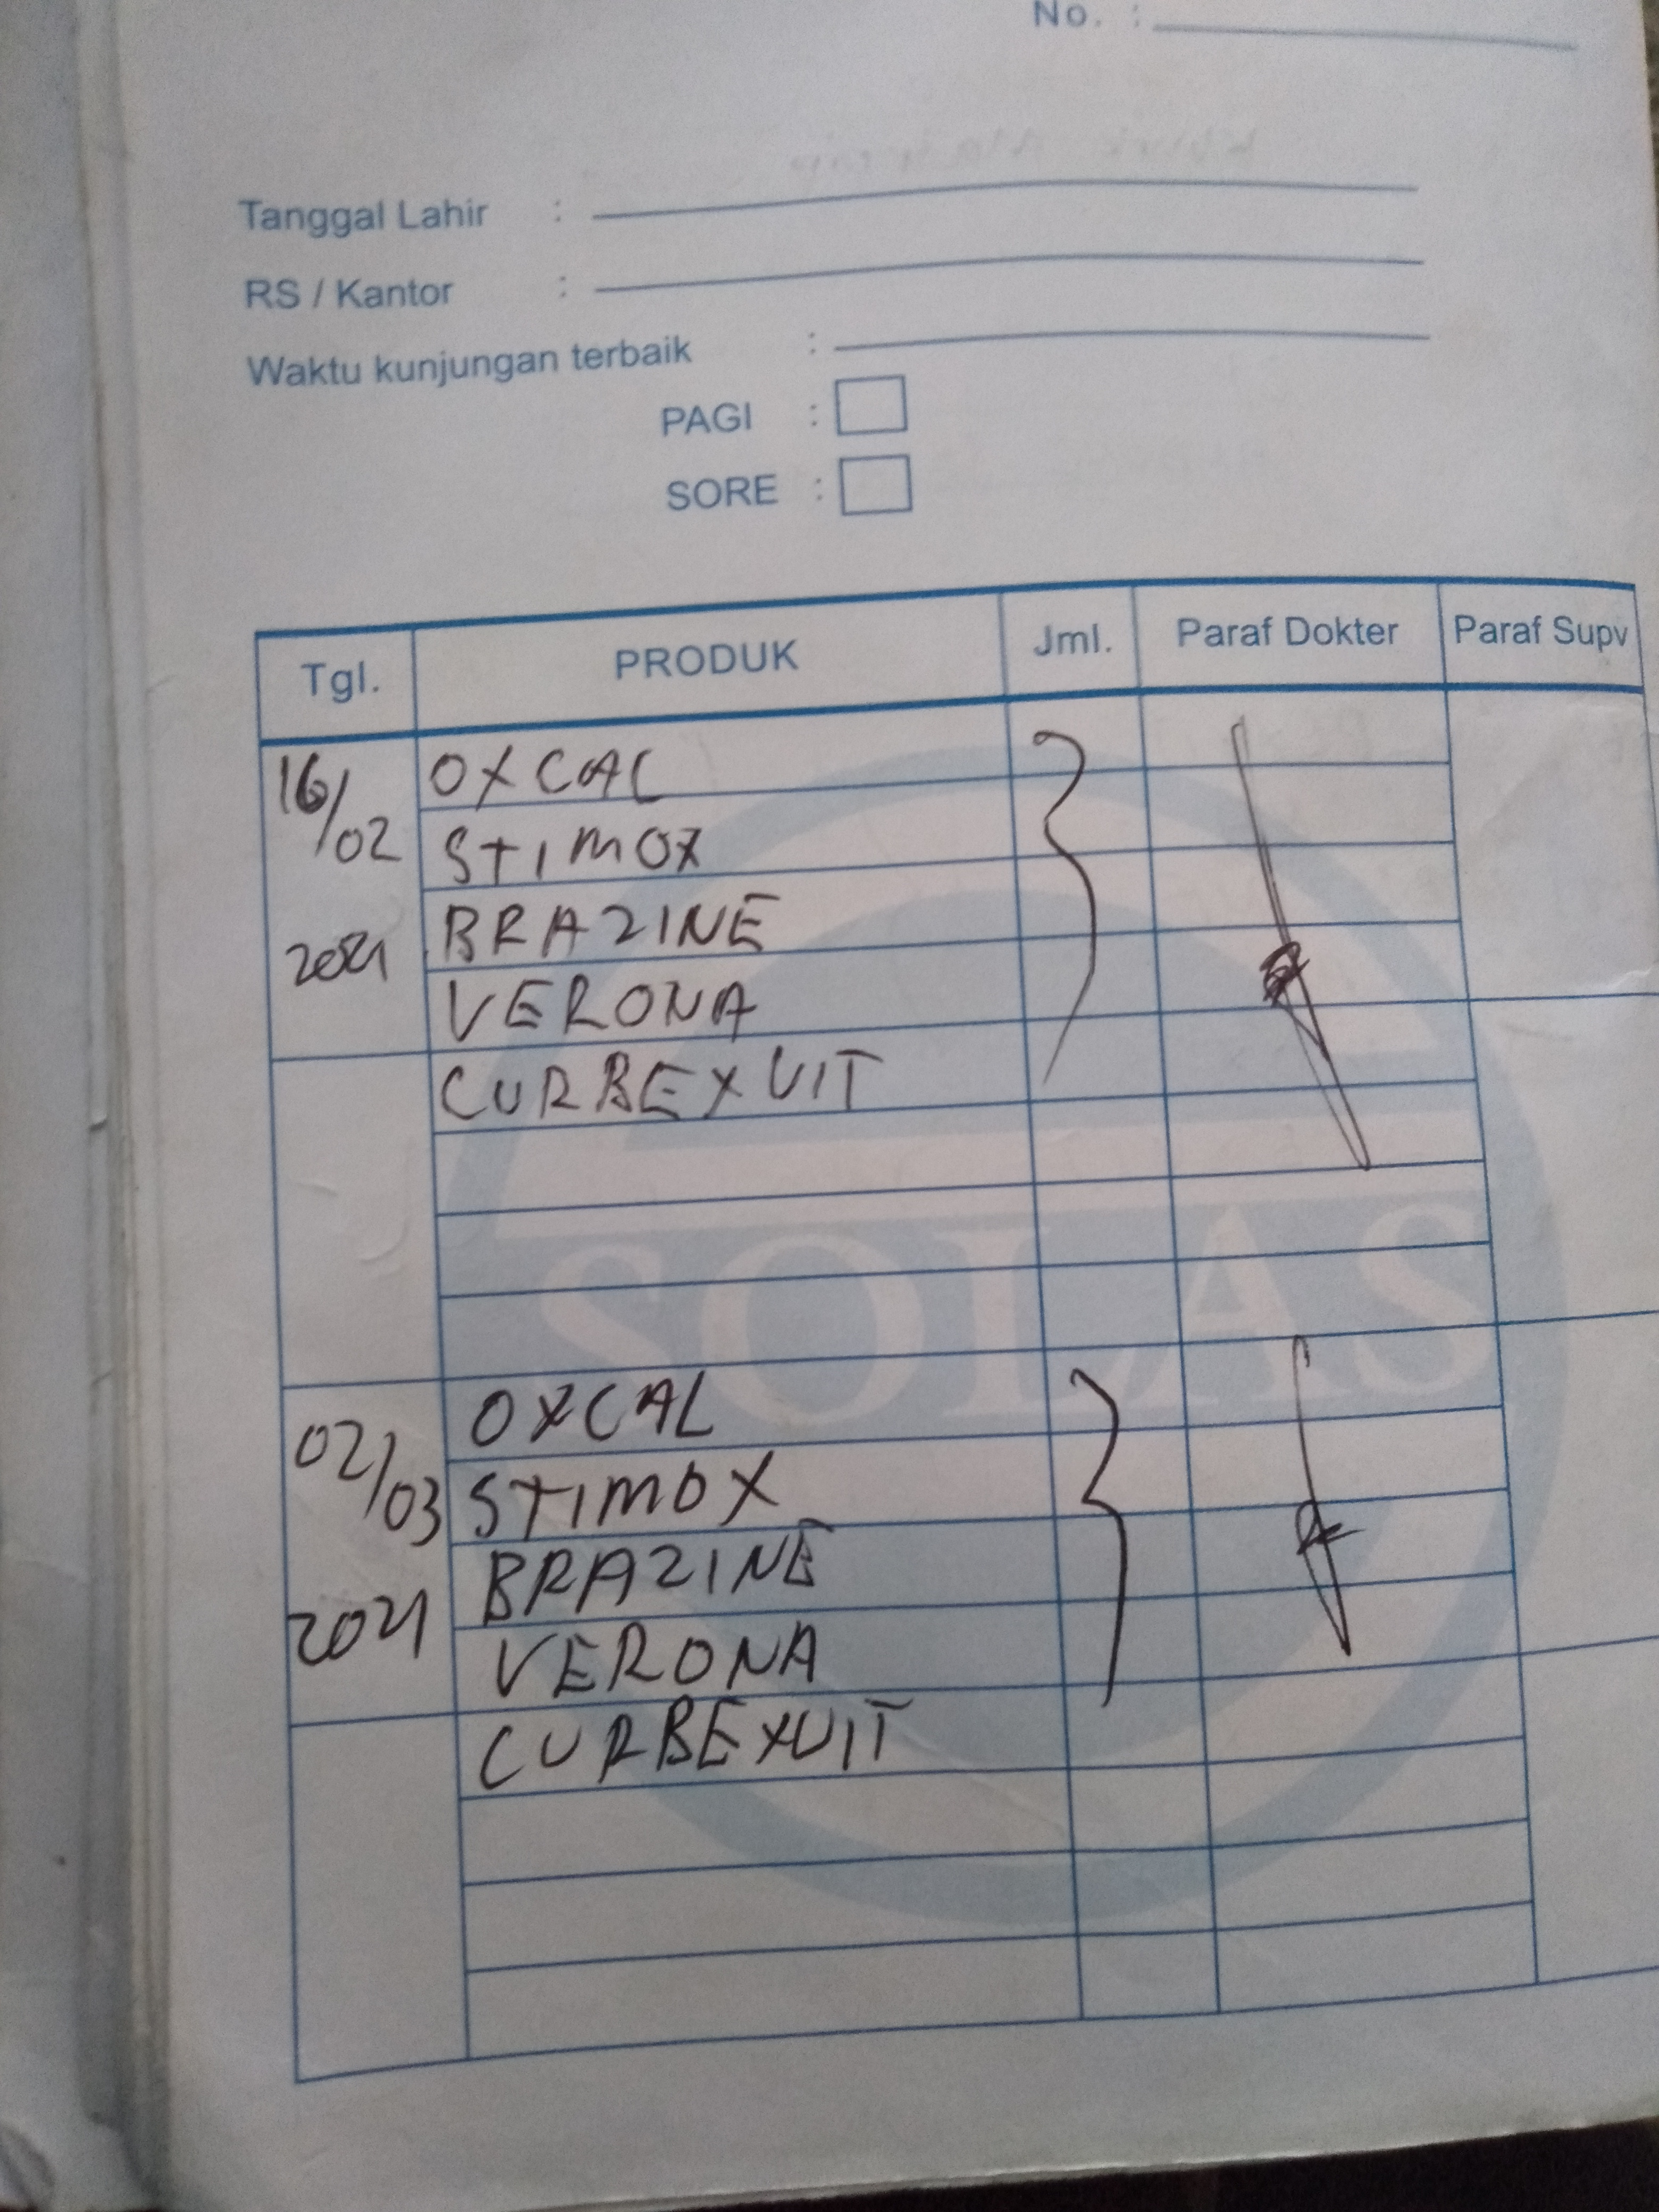 No. :
Tanggal Lahir :
RS / Kantor :
Waktu kunjungan terbaik :
PAGI :
SORE :
Tgl. PRODUK Jml. Paraf Dokter Paraf Supv
16/02 OXCAL
STIMOX
2021 BRAZINE
VERONA
CURBEXVIT
SOLAS
02/03 OXCAL
STIMOX
BRAZINE
2021 VERONA
CURBEXVIT